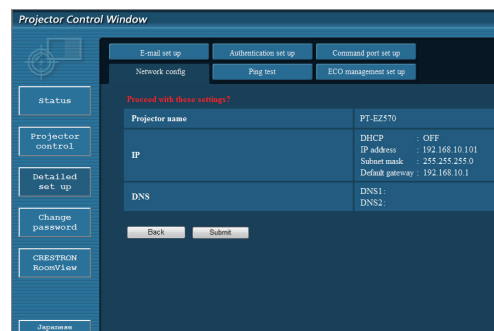 Projector Control Window
E-mail set up
Authentication set up
Command port set up
Network config
Ping test
ECO management set up
Status
Projector
control
Detailed
set up
Change
password
CRESTRON
RoomView
Japanese
Proceed with these settings?
Projector name
PT-EZ570
IP
DHCP : OFF
IP address : 192.168.10.101
Subnet mask : 255.255.255.0
Default gateway : 192.168.10.1
DNS
DNS1 :
DNS2 :
Back
Submit